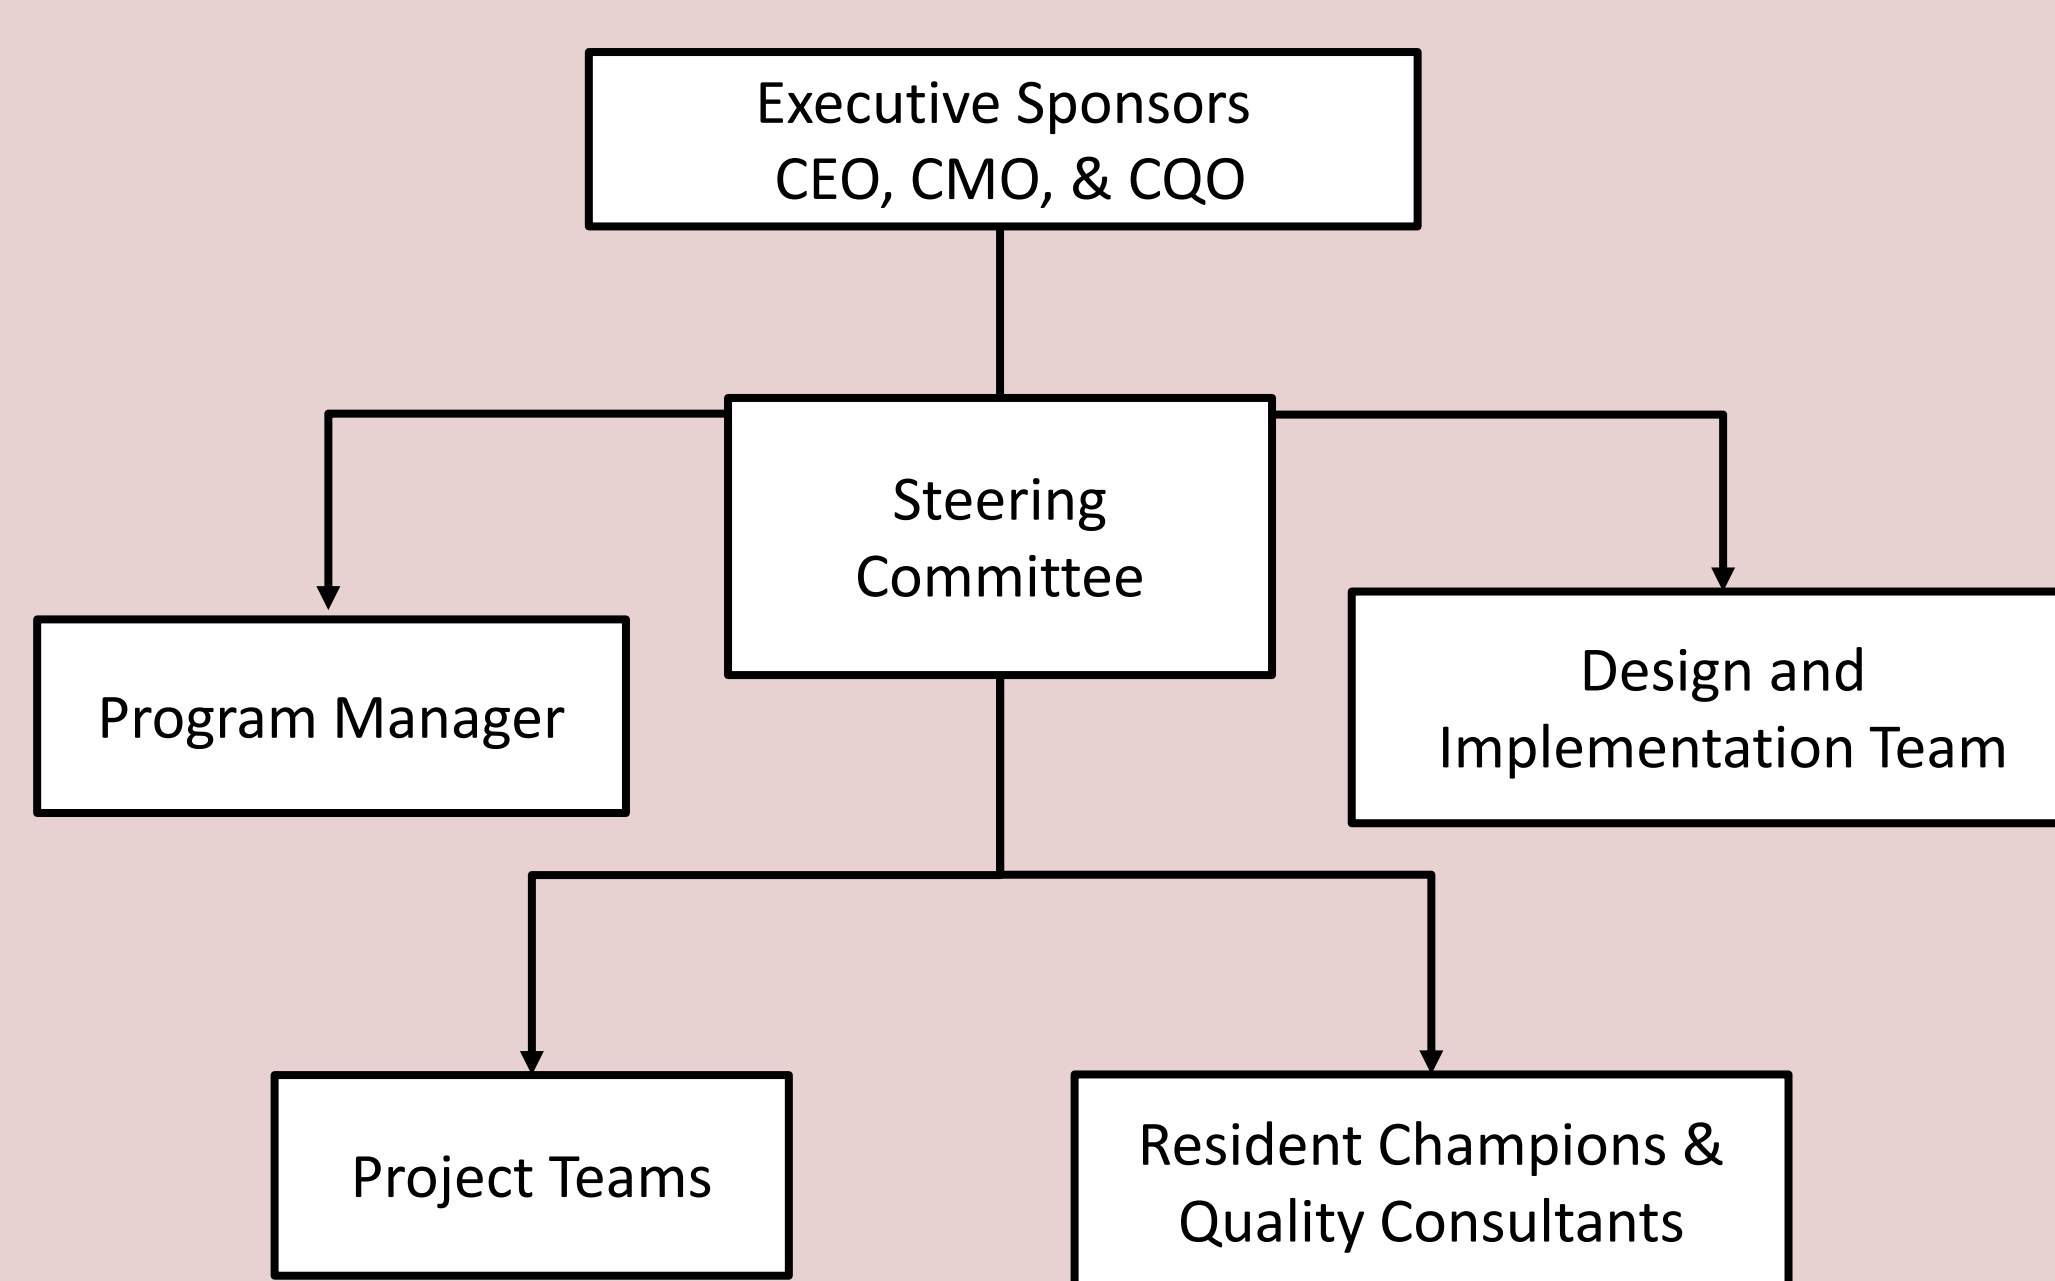 Executive Sponsors
CEO, CMO, & CQO
Steering
Committee
Program Manager
Design and
Implementation Team
Project Teams
Resident Champions &
Quality Consultants